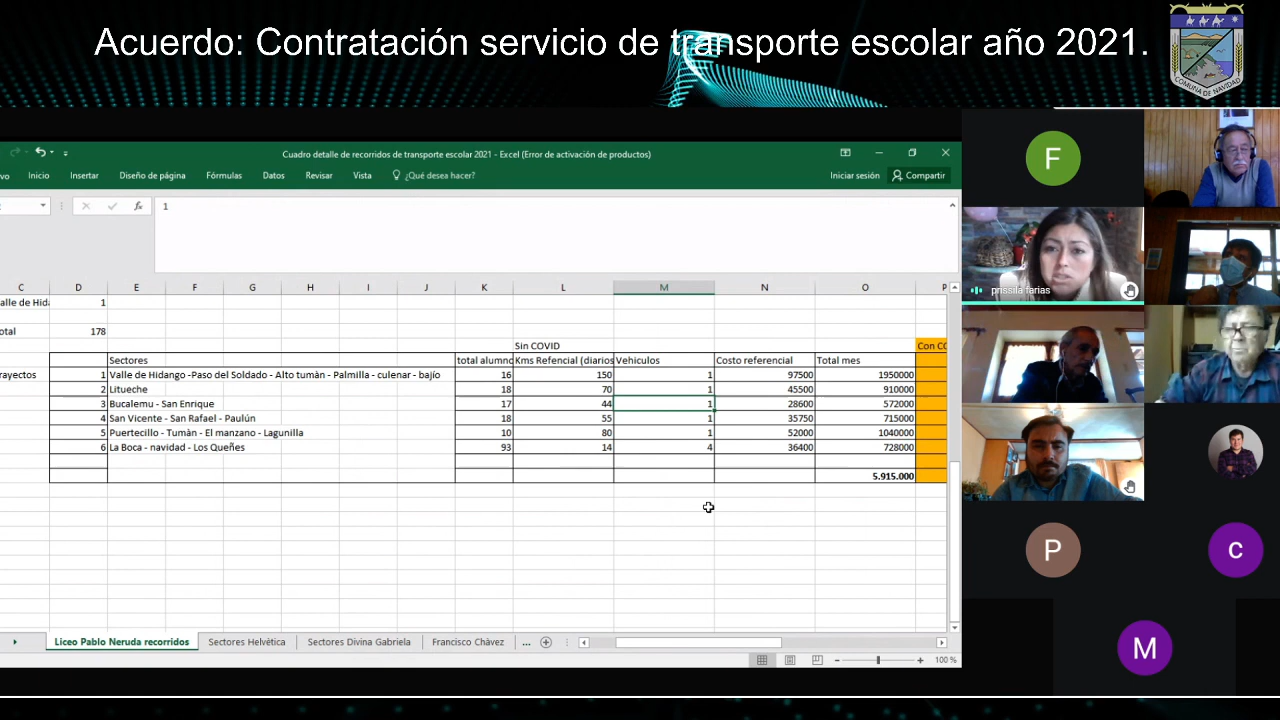 Acuerdo: Contratación servicio de transporte escolar año 2021.
COMUNA DE NAVIDAD
Cuadro detalle de recorridos de transporte escolar 2021 - Excel (Error de activación de productos)
vo Inicio Insertar Diseño de página Fórmulas Datos Revisar Vista ¿Qué desea hacer? Iniciar sesión Compartir
fx 1
C D E F G H I J K L M N O P
alle de Hida 1
otal 178
Sin COVID Con CO
Sectores total alumno Kms Refencial (diarios Vehiculos Costo referencial Total mes
rayectos 1 Valle de Hidango -Paso del Soldado - Alto tumàn - Palmilla - culenar - bajío 16 150 1 97500 1950000
2 Litueche 18 70 1 45500 910000
3 Bucalemu - San Enrique 17 44 1 28600 572000
4 San Vicente - San Rafael - Paulún 18 55 1 35750 715000
5 Puertecillo - Tumàn - El manzano - Lagunilla 10 80 1 52000 1040000
6 La Boca - navidad - Los Queñes 93 14 4 36400 728000
5.915.000
Liceo Pablo Neruda recorridos Sectores Helvètica Sectores Divina Gabriela Francisco Chàvez ...
100 %
F
prissila farias
P
c
M